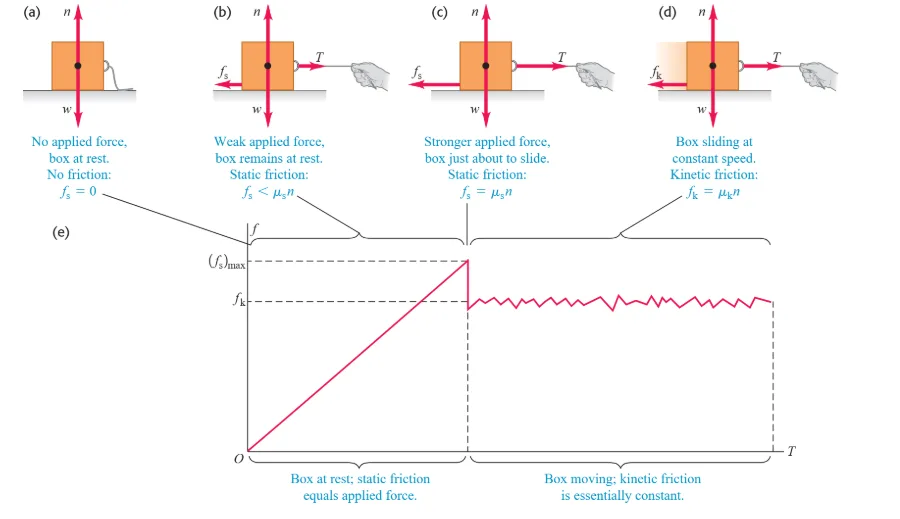 (a)
n
w
No applied force,
box at rest.
No friction:
fₛ = 0
(b)
n
T
fₛ
w
Weak applied force,
box remains at rest.
Static friction:
fₛ < μₛn
(c)
n
T
fₛ
w
Stronger applied force,
box just about to slide.
Static friction:
fₛ = μₛn
(d)
n
T
fₖ
w
Box sliding at
constant speed.
Kinetic friction:
fₖ = μₖn
(e)
f
(fₛ)max
fₖ
O
T
Box at rest; static friction
equals applied force.
Box moving; kinetic friction
is essentially constant.